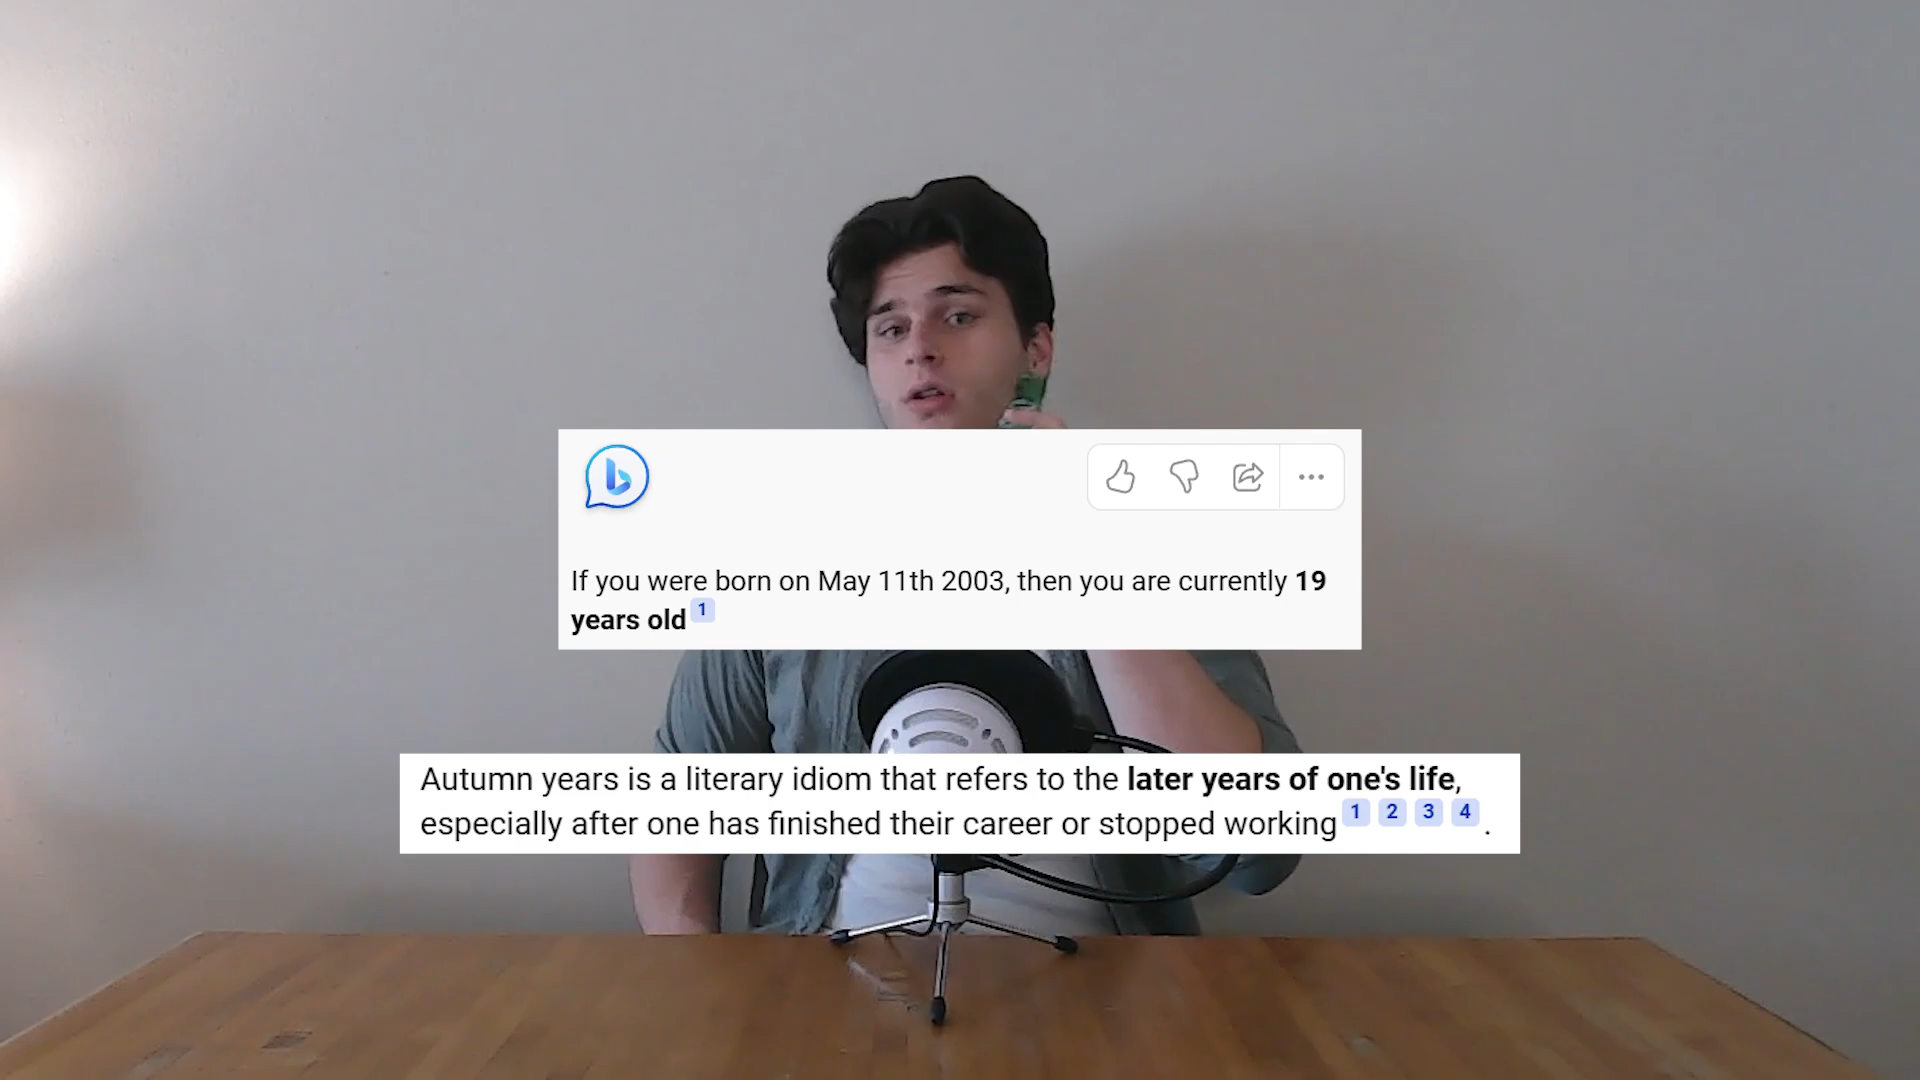 If you were born on May 11th 2003, then you are currently 19
years old 1
Autumn years is a literary idiom that refers to the later years of one's life,
especially after one has finished their career or stopped working 1 2 3 4 .